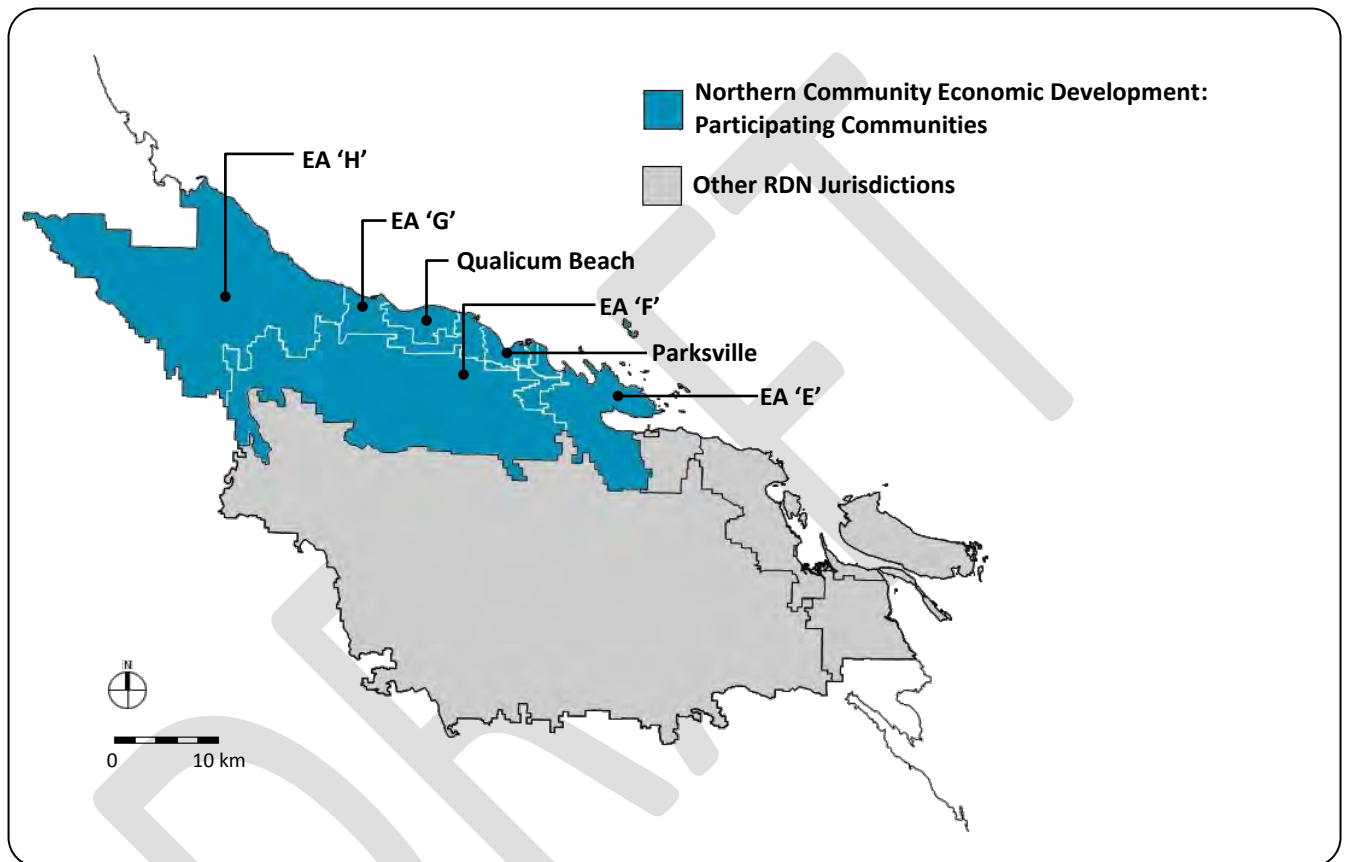 Northern Community Economic Development:
Participating Communities
Other RDN Jurisdictions
EA ‘H’
EA ‘G’
Qualicum Beach
EA ‘F’
Parksville
EA ‘E’
N
0 10 km
DRAFT